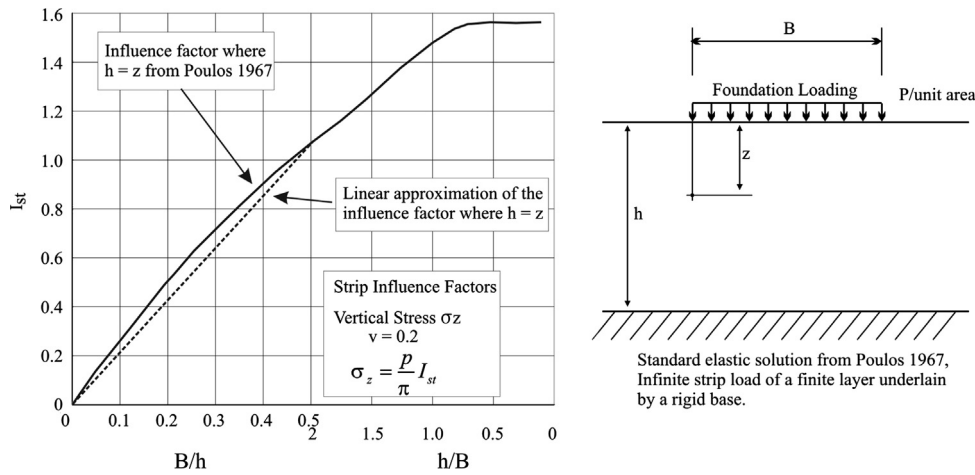 1.6
1.4
1.2
1.0
0.8
0.6
0.4
0.2
0
Ist
Influence factor where
h = z from Poulos 1967
Linear approximation of the
influence factor where h = z
Strip Influence Factors
Vertical Stress σz
v = 0.2
σz = p/π Ist
0 0.1 0.2 0.3 0.4 0.5 1.5 1.0 0.5 0
2
B/h h/B
B
Foundation Loading
P/unit area
z
h
Standard elastic solution from Poulos 1967,
Infinite strip load of a finite layer underlain
by a rigid base.